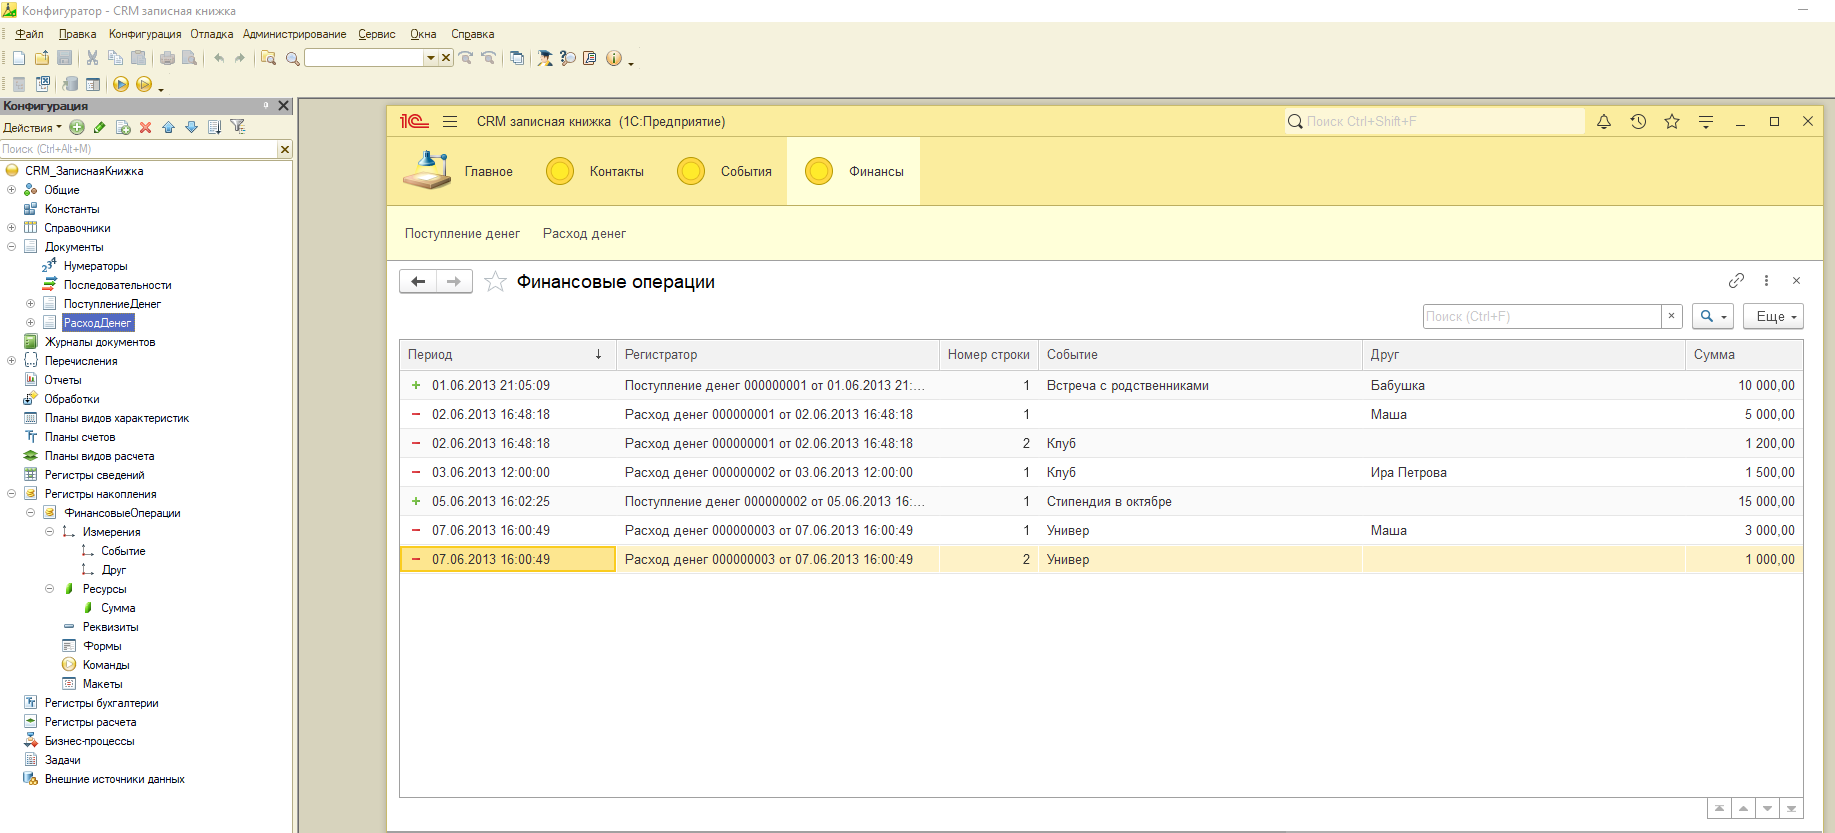 Конфигуратор - CRM записная книжка
Файл Правка Конфигурация Отладка Администрирование Сервис Окна Справка
Конфигурация
Действия
Поиск (Ctrl+Alt+M)
CRM_ЗаписнаяКнижка
Общие
Константы
Справочники
Документы
Нумераторы
Последовательности
ПоступлениеДенег
РасходДенег
Журналы документов
Перечисления
Отчеты
Обработки
Планы видов характеристик
Планы счетов
Планы видов расчета
Регистры сведений
Регистры накопления
ФинансовыеОперации
Измерения
Событие
Друг
Ресурсы
Сумма
Реквизиты
Формы
Команды
Макеты
Регистры бухгалтерии
Регистры расчета
Бизнес-процессы
Задачи
Внешние источники данных
1С CRM записная книжка (1С:Предприятие) Поиск Ctrl+Shift+F
Главное Контакты События Финансы
Поступление денег Расход денег
Финансовые операции
Поиск (Ctrl+F) × Еще
Период ↓ Регистратор Номер строки Событие Друг Сумма
+ 01.06.2013 21:05:09 Поступление денег 000000001 от 01.06.2013 21:... 1 Встреча с родственниками Бабушка 10 000,00
− 02.06.2013 16:48:18 Расход денег 000000001 от 02.06.2013 16:48:18 1 Маша 5 000,00
− 02.06.2013 16:48:18 Расход денег 000000001 от 02.06.2013 16:48:18 2 Клуб 1 200,00
− 03.06.2013 12:00:00 Расход денег 000000002 от 03.06.2013 12:00:00 1 Клуб Ира Петрова 1 500,00
+ 05.06.2013 16:02:25 Поступление денег 000000002 от 05.06.2013 16:... 1 Стипендия в октябре 15 000,00
− 07.06.2013 16:00:49 Расход денег 000000003 от 07.06.2013 16:00:49 1 Универ Маша 3 000,00
− 07.06.2013 16:00:49 Расход денег 000000003 от 07.06.2013 16:00:49 2 Универ 1 000,00